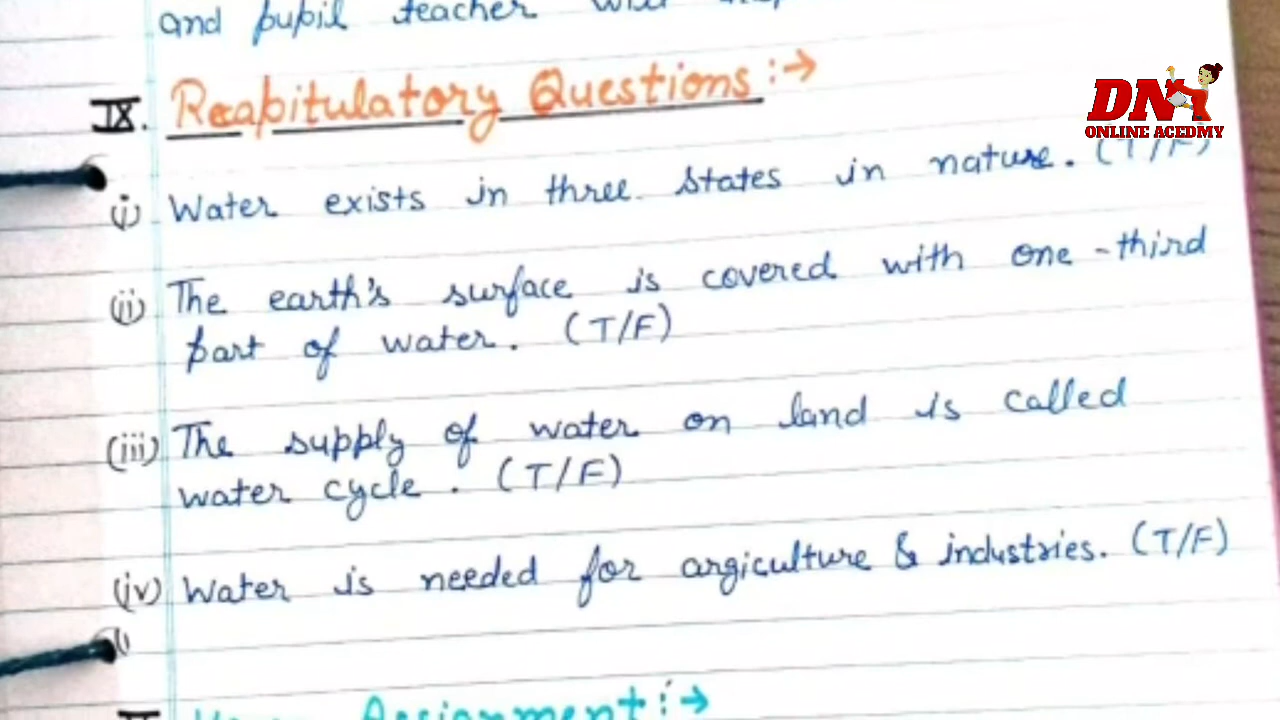 and pupil teacher will
IX. Recapitulatory Questions :→
DN
ONLINE ACEDMY
(i) Water exists in three states in nature. (T/F)
(ii) The earth's surface is covered with one-third
part of water. (T/F)
(iii) The supply of water on land is called
water cycle. (T/F)
(iv) Water is needed for argiculture & industries. (T/F)
Assignment :→